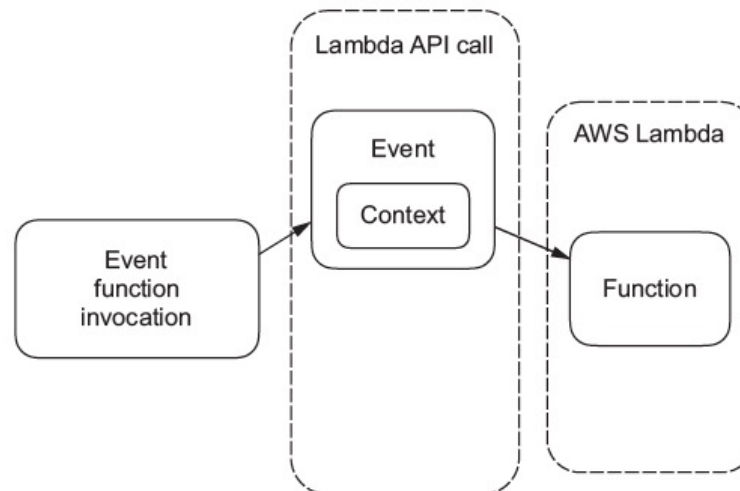 Lambda API call
Event
Context
AWS Lambda
Event
function
invocation
Function